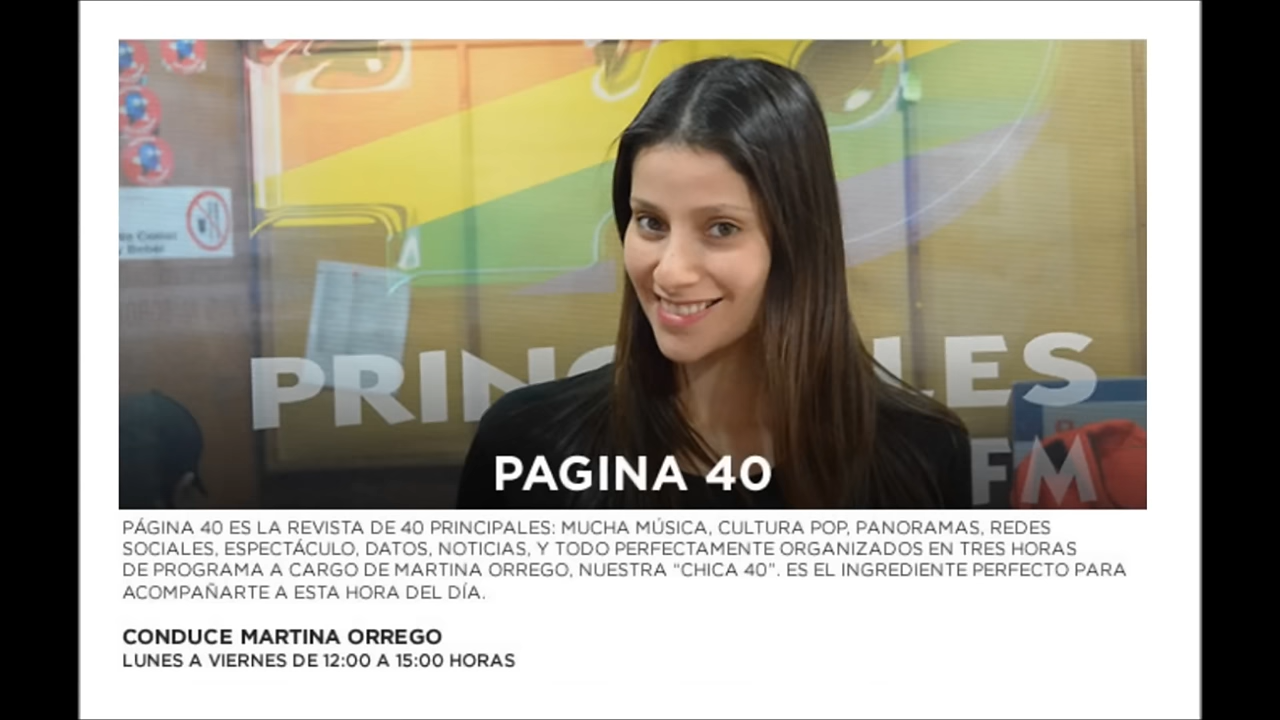 PRINC
LES
FM
PAGINA 40
PÁGINA 40 ES LA REVISTA DE 40 PRINCIPALES: MUCHA MÚSICA, CULTURA POP, PANORAMAS, REDES
SOCIALES, ESPECTÁCULO, DATOS, NOTICIAS, Y TODO PERFECTAMENTE ORGANIZADOS EN TRES HORAS
DE PROGRAMA A CARGO DE MARTINA ORREGO, NUESTRA “CHICA 40”. ES EL INGREDIENTE PERFECTO PARA
ACOMPAÑARTE A ESTA HORA DEL DÍA.
CONDUCE MARTINA ORREGO
LUNES A VIERNES DE 12:00 A 15:00 HORAS